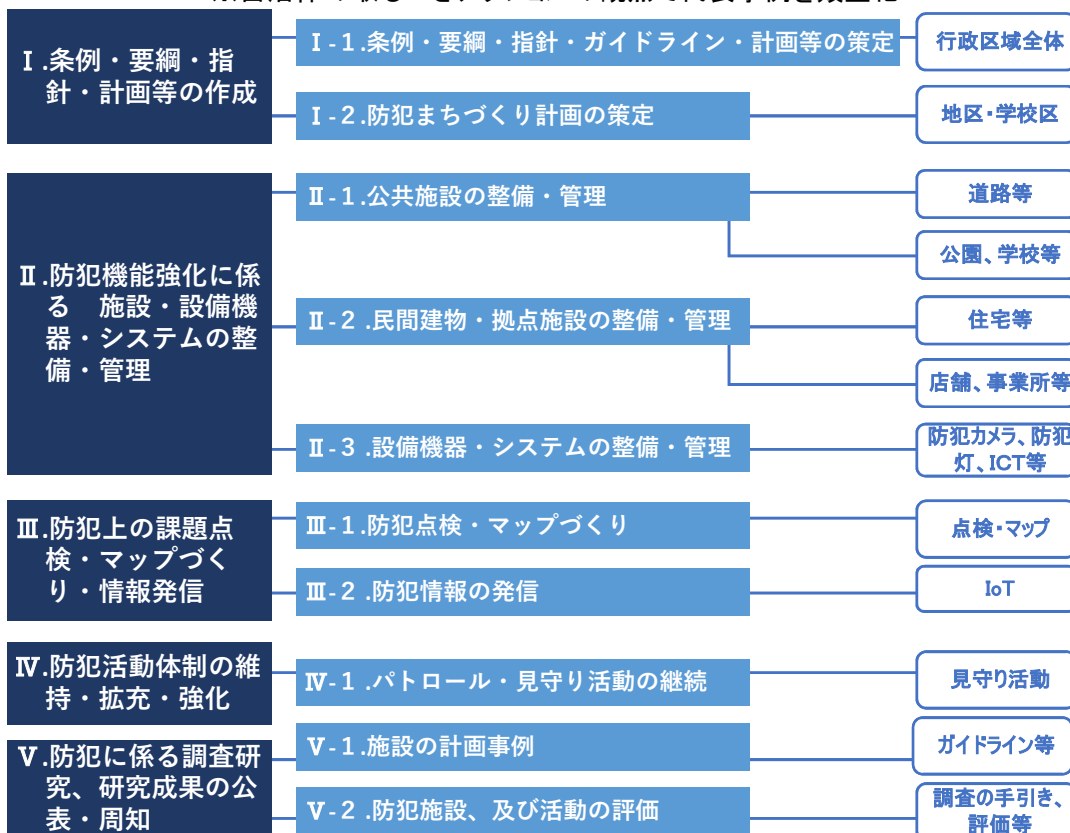 Ⅰ.条例・要綱・指
針・計画等の作成
Ⅰ-1.条例・要綱・指針・ガイドライン・計画等の策定
行政区域全体
Ⅰ-2.防犯まちづくり計画の策定
地区・学校区
Ⅱ.防犯機能強化に係
る 施設・設備機
器・システムの整
備・管理
Ⅱ-1.公共施設の整備・管理
道路等
公園、学校等
Ⅱ-2.民間建物・拠点施設の整備・管理
住宅等
店舗、事業所等
Ⅱ-3.設備機器・システムの整備・管理
防犯カメラ、防犯
灯、ICT等
Ⅲ.防犯上の課題点
検・マップづく
り・情報発信
Ⅲ-1.防犯点検・マップづくり
点検・マップ
Ⅲ-2.防犯情報の発信
IoT
Ⅳ.防犯活動体制の維
持・拡充・強化
Ⅳ-1.パトロール・見守り活動の継続
見守り活動
Ⅴ.防犯に係る調査研
究、研究成果の公
表・周知
Ⅴ-1.施設の計画事例
ガイドライン等
Ⅴ-2.防犯施設、及び活動の評価
調査の手引き、
評価等